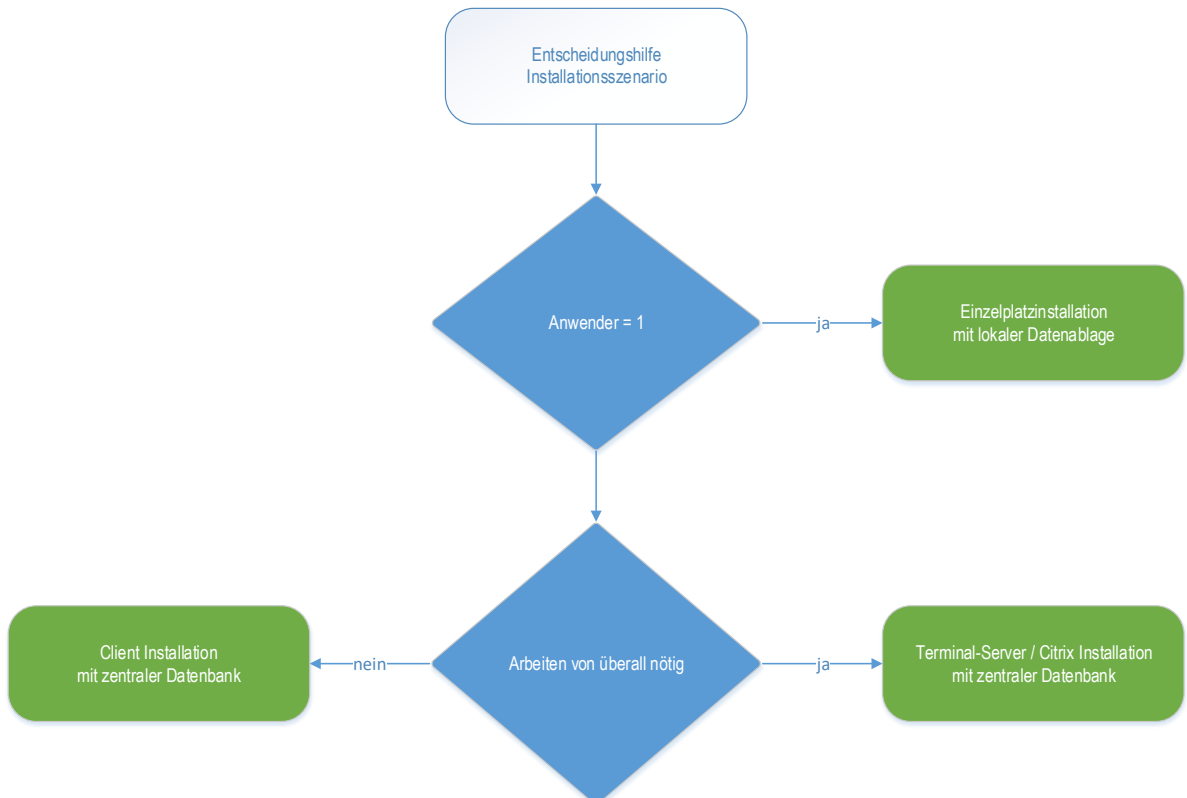 Entscheidungshilfe
Installationsszenario
Anwender = 1
ja
Einzelplatzinstallation
mit lokaler Datenablage
Client Installation
mit zentraler Datenbank
nein
Arbeiten von überall nötig
ja
Terminal-Server / Citrix Installation
mit zentraler Datenbank